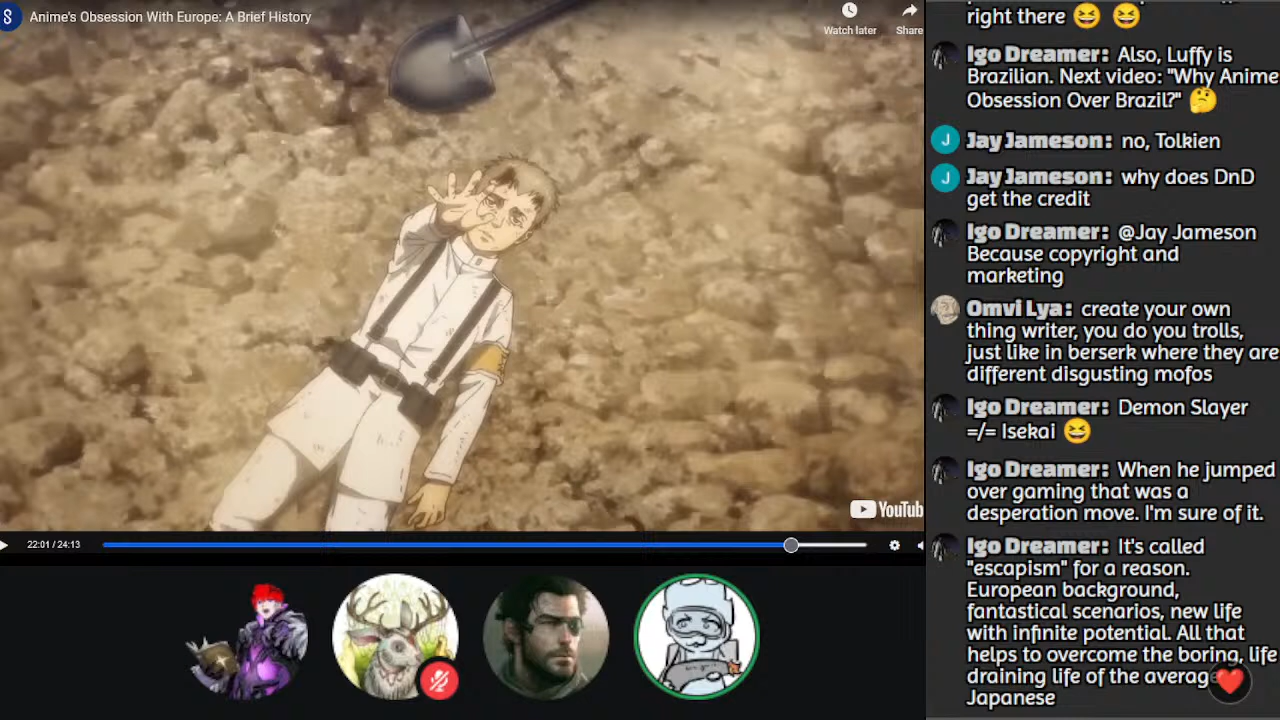 Anime's Obsession With Europe: A Brief History
Watch later
Share
YouTub
22:01 / 24:13
right there 😆 😆
Igo Dreamer: Also, Luffy is
Brazilian. Next video: "Why Anime
Obsession Over Brazil?" 🤔
J Jay Jameson: no, Tolkien
J Jay Jameson: why does DnD
get the credit
Igo Dreamer: @Jay Jameson
Because copyright and
marketing
Omvi Lya: create your own
thing writer, you do you trolls,
just like in berserk where they are
different disgusting mofos
Igo Dreamer: Demon Slayer
=/= Isekai 😆
Igo Dreamer: When he jumped
over gaming that was a
desperation move. I'm sure of it.
Igo Dreamer: It's called
"escapism" for a reason.
European background,
fantastical scenarios, new life
with infinite potential. All that
helps to overcome the boring, life
draining life of the average
Japanese